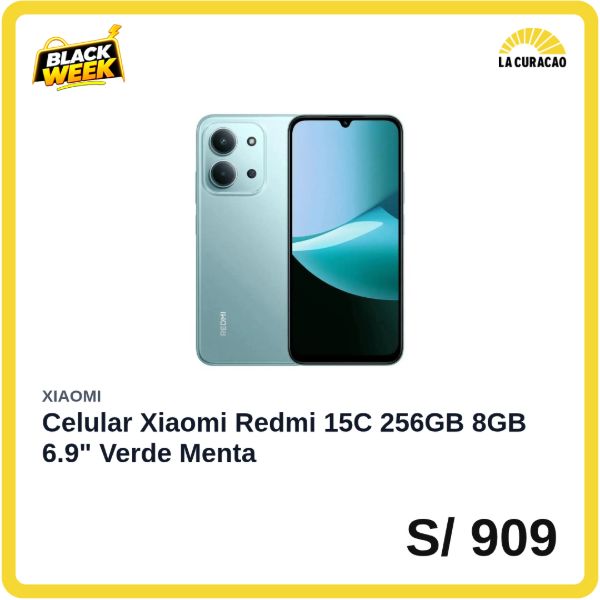 BLACK
WEEK
LA CURACAO
REDMI
XIAOMI
Celular Xiaomi Redmi 15C 256GB 8GB
6.9" Verde Menta
S/ 909